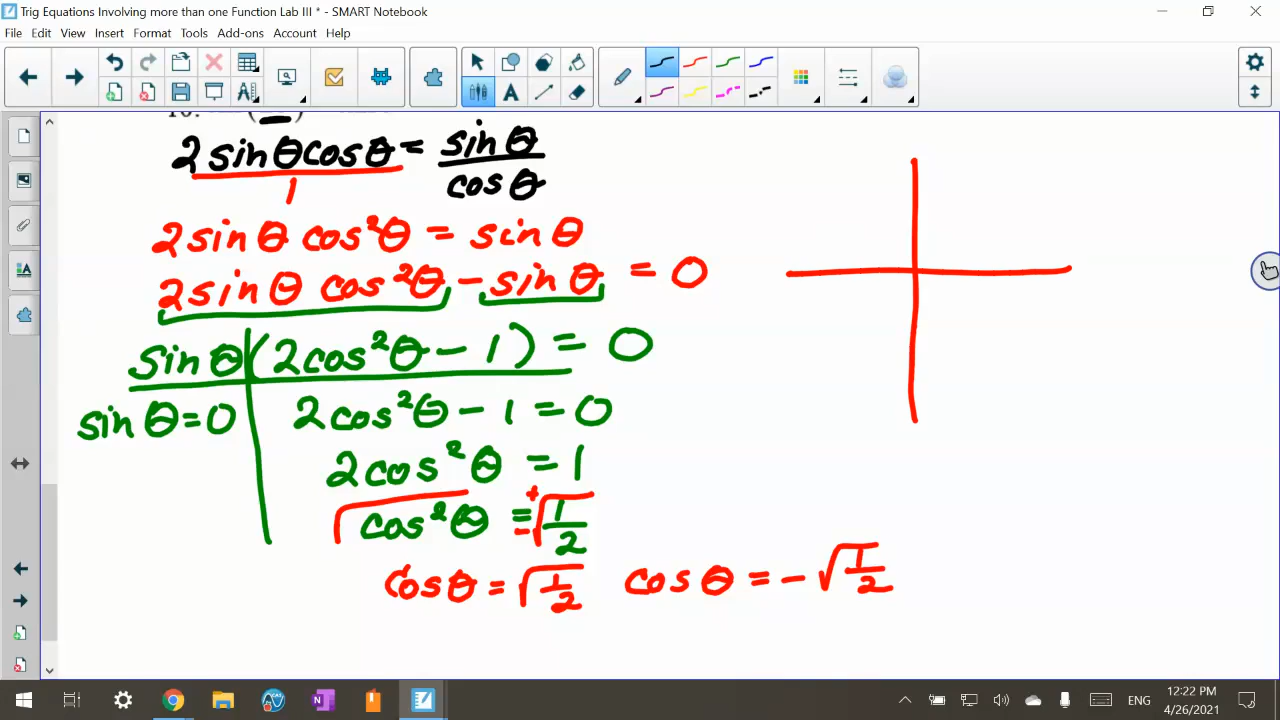 Trig Equations Involving more than one Function Lab III * - SMART Notebook
File Edit View Insert Format Tools Add-ons Account Help
2sinθcosθ = sinθ/cosθ
1
2sinθ cos²θ = sinθ
2sinθ cos²θ - sinθ = 0
sinθ(2cos²θ - 1) = 0
sinθ=0 2cos²θ - 1 = 0
2cos²θ = 1
√cos²θ = ±√1/2
cosθ = √1/2 cosθ = -√1/2
ENG
12:22 PM
4/26/2021